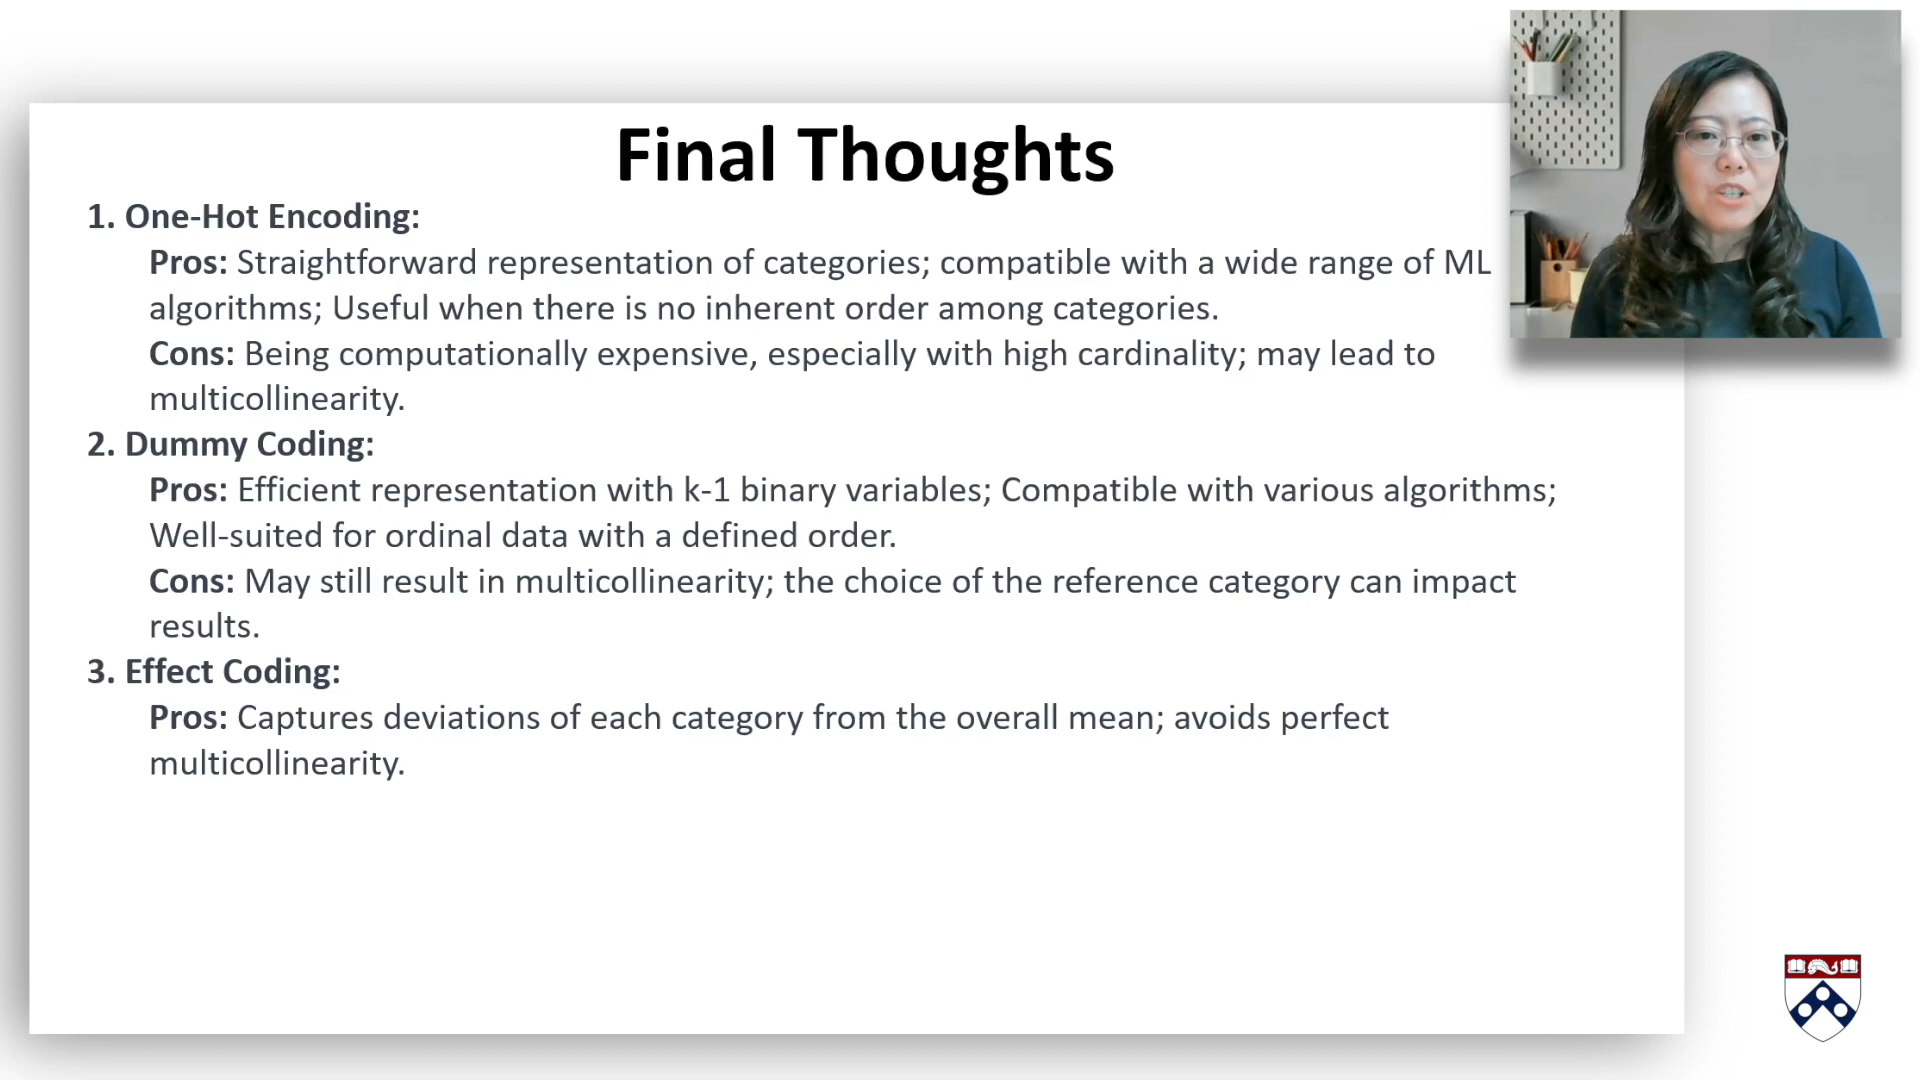 Final Thoughts
1. One-Hot Encoding:
Pros: Straightforward representation of categories; compatible with a wide range of ML
algorithms; Useful when there is no inherent order among categories.
Cons: Being computationally expensive, especially with high cardinality; may lead to
multicollinearity.
2. Dummy Coding:
Pros: Efficient representation with k-1 binary variables; Compatible with various algorithms;
Well-suited for ordinal data with a defined order.
Cons: May still result in multicollinearity; the choice of the reference category can impact
results.
3. Effect Coding:
Pros: Captures deviations of each category from the overall mean; avoids perfect
multicollinearity.